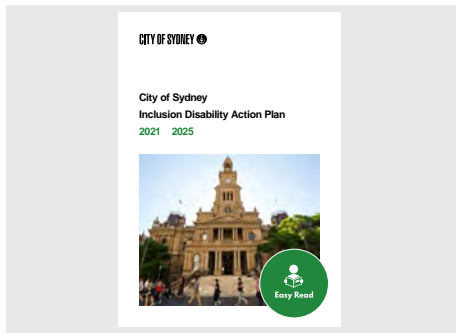 CITY OF SYDNEY
City of Sydney
Inclusion Disability Action Plan
2021 2025
Easy Read